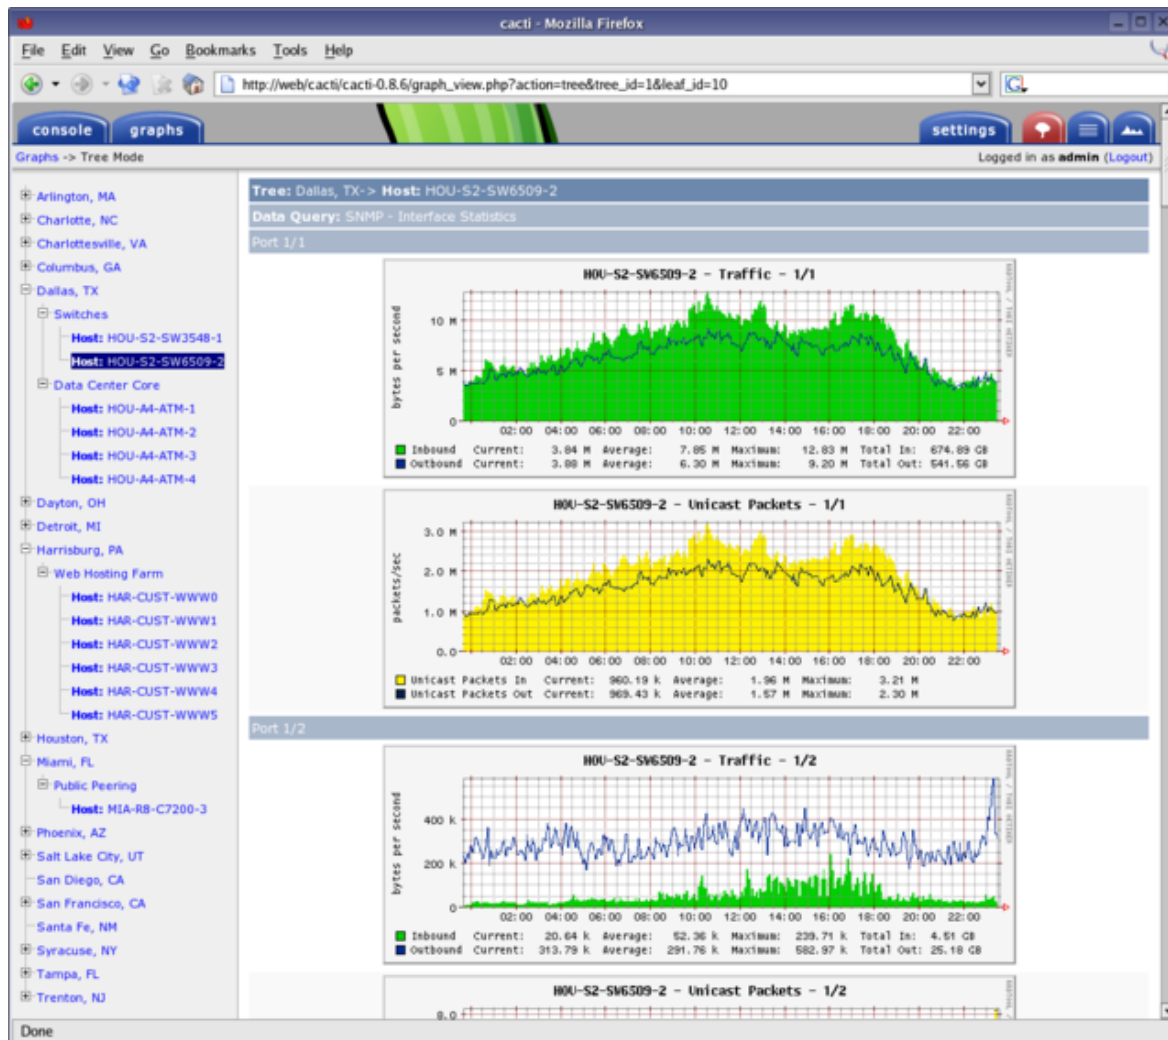 cacti - Mozilla Firefox
File Edit View Go Bookmarks Tools Help
http://web/cacti/cacti-0.8.6/graph_view.php?action=tree&tree_id=1&leaf_id=10
console graphs settings
Graphs -> Tree Mode Logged in as admin (Logout)
Arlington, MA
Charlotte, NC
Charlottesville, VA
Columbus, GA
Dallas, TX
Switches
Host: HOU-S2-SW3548-1
Host: HOU-S2-SW6509-2
Data Center Core
Host: HOU-A4-ATM-1
Host: HOU-A4-ATM-2
Host: HOU-A4-ATM-3
Host: HOU-A4-ATM-4
Dayton, OH
Detroit, MI
Harrisburg, PA
Web Hosting Farm
Host: HAR-CUST-WWW0
Host: HAR-CUST-WWW1
Host: HAR-CUST-WWW2
Host: HAR-CUST-WWW3
Host: HAR-CUST-WWW4
Host: HAR-CUST-WWW5
Houston, TX
Miami, FL
Public Peering
Host: MIA-R8-C7200-3
Phoenix, AZ
Salt Lake City, UT
San Diego, CA
San Francisco, CA
Santa Fe, NM
Syracuse, NY
Tampa, FL
Trenton, NJ
Tree: Dallas, TX-> Host: HOU-S2-SW6509-2
Data Query: SNMP - Interface Statistics
Port 1/1
HOU-S2-SW6509-2 - Traffic - 1/1
bytes per second
10 M
5 M
0
02:00 04:00 06:00 08:00 10:00 12:00 14:00 16:00 18:00 20:00 22:00
Inbound Current: 3.84 M Average: 7.85 M Maximum: 12.83 M Total In: 674.89 GB
Outbound Current: 3.88 M Average: 6.30 M Maximum: 9.20 M Total Out: 541.56 GB
HOU-S2-SW6509-2 - Unicast Packets - 1/1
packets/sec
3.0 M
2.0 M
1.0 M
0.0
02:00 04:00 06:00 08:00 10:00 12:00 14:00 16:00 18:00 20:00 22:00
Unicast Packets In Current: 960.19 k Average: 1.96 M Maximum: 3.21 M
Unicast Packets Out Current: 969.43 k Average: 1.57 M Maximum: 2.30 M
Port 1/2
HOU-S2-SW6509-2 - Traffic - 1/2
bytes per second
400 k
200 k
0
02:00 04:00 06:00 08:00 10:00 12:00 14:00 16:00 18:00 20:00 22:00
Inbound Current: 20.64 k Average: 52.36 k Maximum: 239.71 k Total In: 4.51 GB
Outbound Current: 313.79 k Average: 291.76 k Maximum: 582.97 k Total Out: 25.18 GB
HOU-S2-SW6509-2 - Unicast Packets - 1/2
8.0
Done